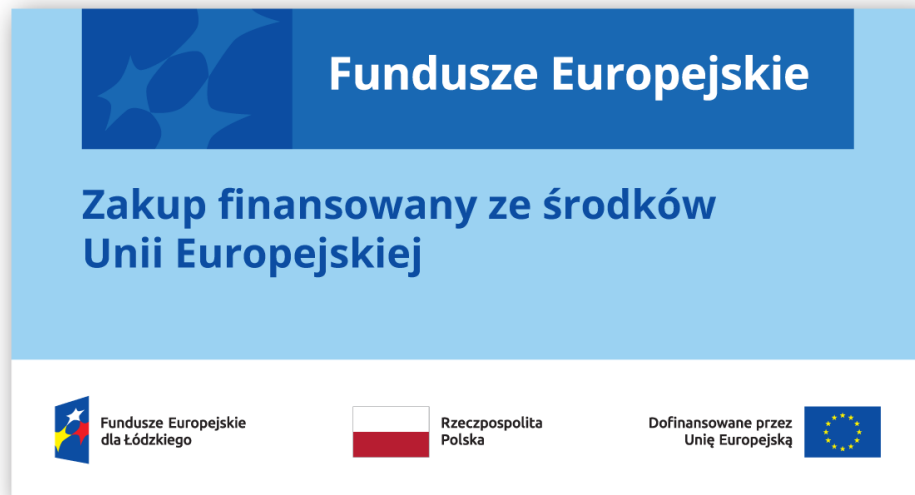 Fundusze Europejskie
Zakup finansowany ze środków
Unii Europejskiej
Fundusze Europejskie
dla Łódzkiego
Rzeczpospolita
Polska
Dofinansowane przez
Unię Europejską